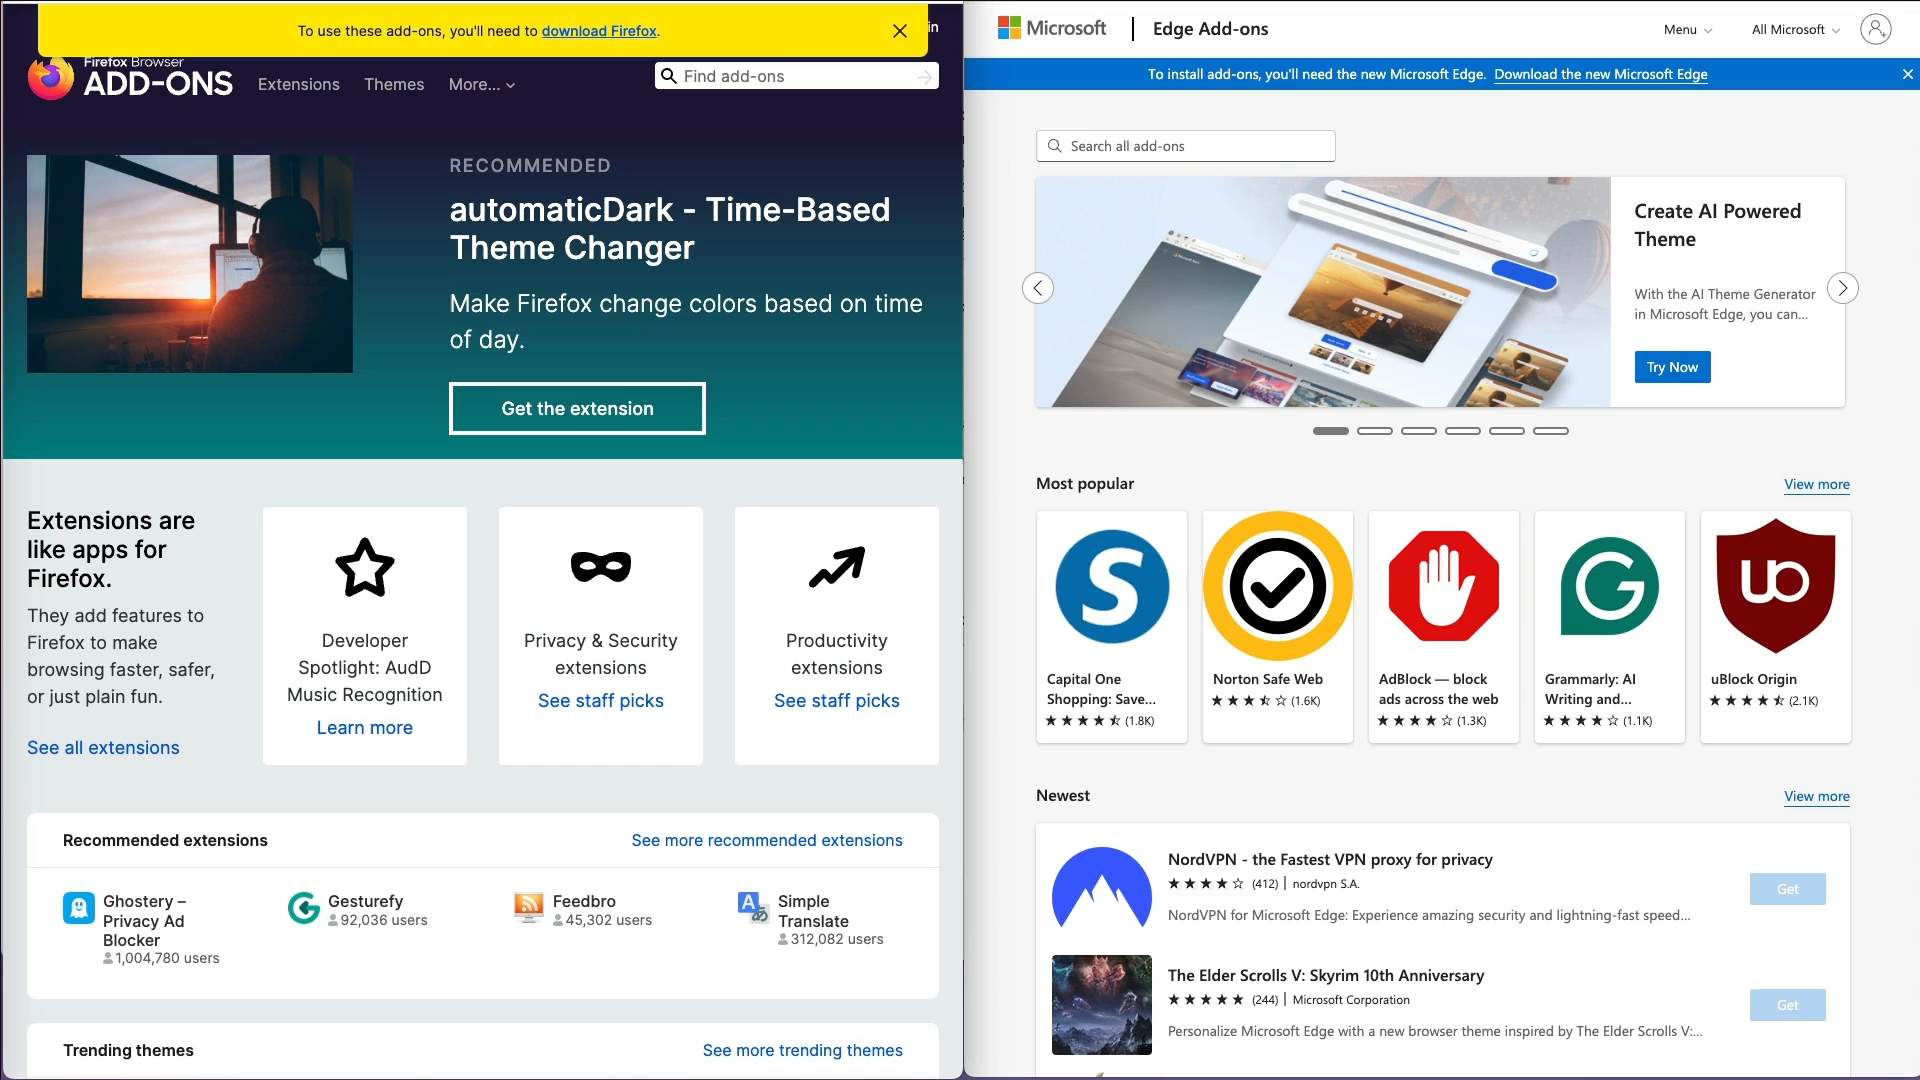 To use these add-ons, you'll need to download Firefox.
in
Firefox Browser
ADD-ONS
Extensions
Themes
More...
Find add-ons
RECOMMENDED
automaticDark - Time-Based
Theme Changer
Make Firefox change colors based on time
of day.
Get the extension
Extensions are
like apps for
Firefox.
They add features to
Firefox to make
browsing faster, safer,
or just plain fun.
See all extensions
Developer
Spotlight: AudD
Music Recognition
Learn more
Privacy & Security
extensions
See staff picks
Productivity
extensions
See staff picks
Recommended extensions
See more recommended extensions
Ghostery –
Privacy Ad
Blocker
1,004,780 users
Gesturefy
92,036 users
Feedbro
45,302 users
Simple
Translate
312,082 users
Trending themes
See more trending themes
Microsoft
Edge Add-ons
Menu
All Microsoft
To install add-ons, you'll need the new Microsoft Edge. Download the new Microsoft Edge
Search all add-ons
Create AI Powered
Theme
With the AI Theme Generator
in Microsoft Edge, you can...
Try Now
Most popular
View more
Capital One
Shopping: Save...
(1.8K)
Norton Safe Web
(1.6K)
AdBlock — block
ads across the web
(1.3K)
Grammarly: AI
Writing and...
(1.1K)
uBlock Origin
(2.1K)
Newest
View more
NordVPN - the Fastest VPN proxy for privacy
(412) | nordvpn S.A.
NordVPN for Microsoft Edge: Experience amazing security and lightning-fast speed...
Get
The Elder Scrolls V: Skyrim 10th Anniversary
(244) | Microsoft Corporation
Personalize Microsoft Edge with a new browser theme inspired by The Elder Scrolls V:...
Get